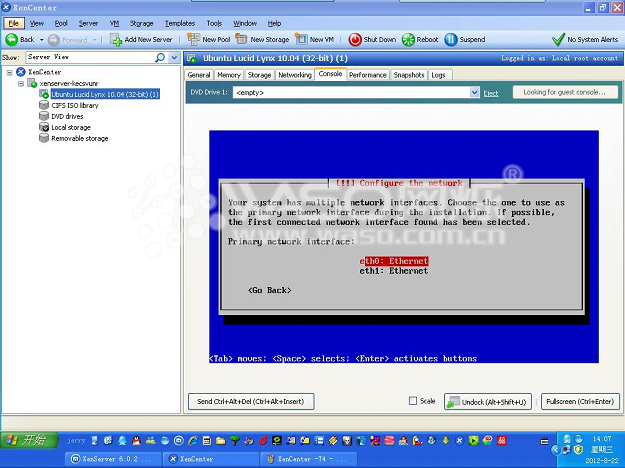 XenCenter
File View Pool Server VM Storage Templates Tools Window Help
Back Forward Add New Server New Pool New Storage New VM Shut Down Reboot Suspend No System Alerts
Show: Server View
Ubuntu Lucid Lynx 10.04 (32-bit) (1) Logged in as: Local root account
XenCenter
xenserver-kecsvunr
Ubuntu Lucid Lynx 10.04 (32-bit) (1)
CIFS ISO library
DVD drives
Local storage
Removable storage
General Memory Storage Networking Console Performance Snapshots Logs
DVD Drive 1: <empty> Eject Looking for guest console...
[!!] Configure the network
Your system has multiple network interfaces. Choose the one to use as
the primary network interface during the installation. If possible,
the first connected network interface found has been selected.
Primary network interface:
eth0: Ethernet
eth1: Ethernet
<Go Back>
<Tab> moves; <Space> selects; <Enter> activates buttons
www.waso.com.cn
Send Ctrl+Alt+Del (Ctrl+Alt+Insert) Scale Undock (Alt+Shift+U) Fullscreen (Ctrl+Enter)
开始 jerry
XenServer 6.0.2 ... XenCenter XenCenter -T4 - ...
14:07
星期三
2012-8-22